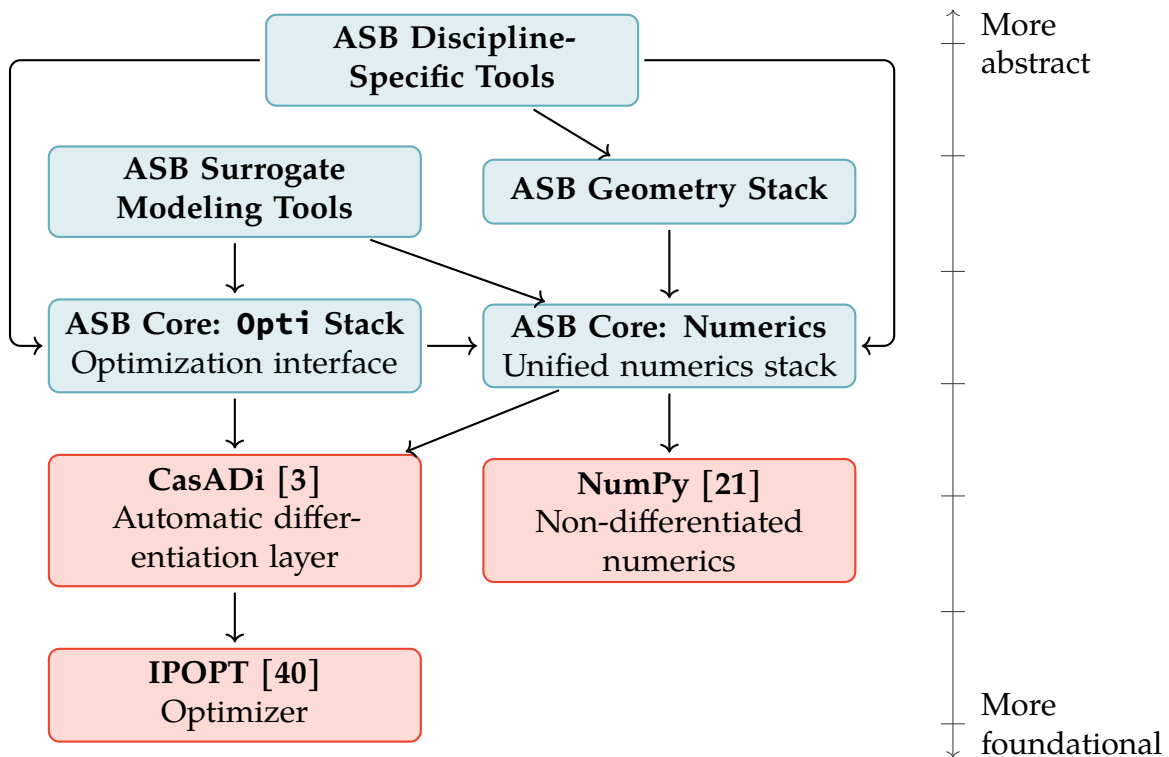 ASB Discipline-
Specific Tools
More
abstract
ASB Surrogate
Modeling Tools
ASB Geometry Stack
ASB Core: Opti Stack
Optimization interface
ASB Core: Numerics
Unified numerics stack
CasADi [3]
Automatic differ-
entiation layer
NumPy [21]
Non-differentiated
numerics
IPOPT [40]
Optimizer
More
foundational